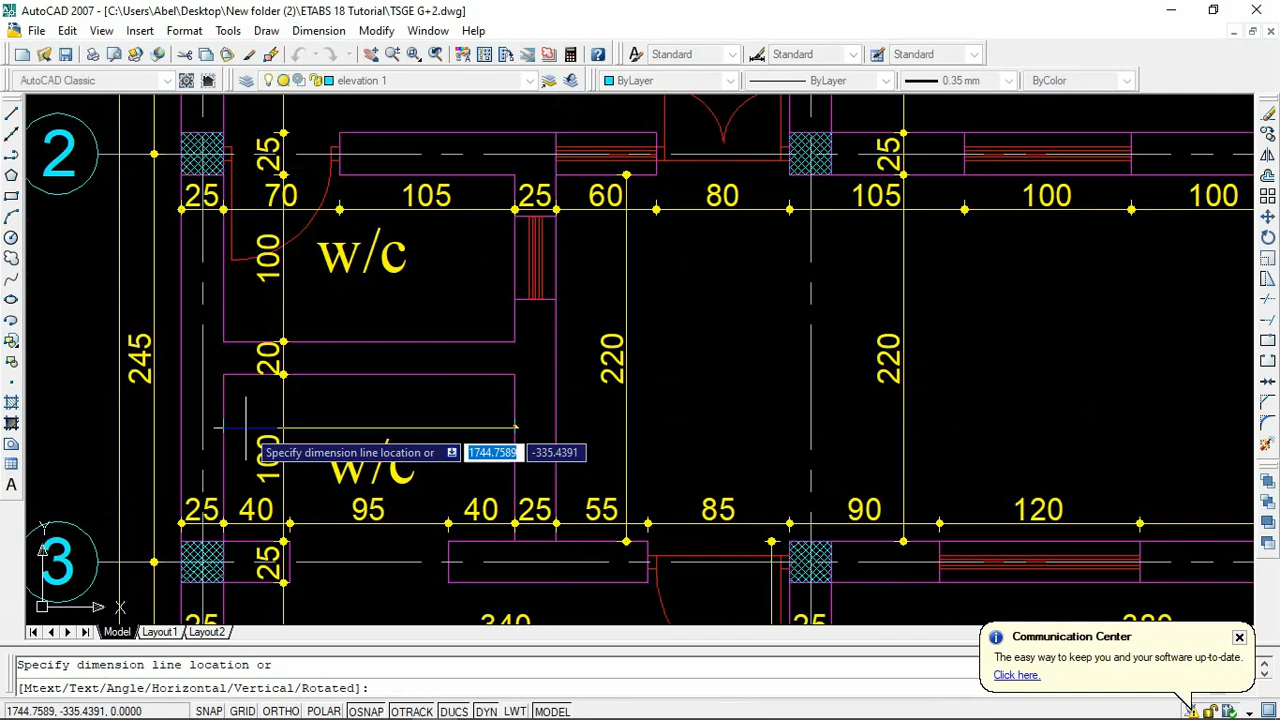 AutoCAD 2007 - [C:\Users\Abel\Desktop\New folder (2)\ETABS 18 Tutorial\TSGE G+2.dwg]
File Edit View Insert Format Tools Draw Dimension Modify Window Help
Standard Standard Standard
AutoCAD Classic elevation 1 ByLayer ByLayer 0.35 mm ByColor
2
25 25
25 70 105 25 60 80 105 100 100
w/c
100
245 20 220 220
100
Specify dimension line location or 1744.7589 -335.4391
w/c
25 40 95 40 25 55 85 90 120
3 25
Y
X
25 340 25 220
Model Layout1 Layout2
Communication Center
The easy way to keep you and your software up-to-date.
Click here.
Specify dimension line location or
[Mtext/Text/Angle/Horizontal/Vertical/Rotated]:
1744.7589, -335.4391, 0.0000 SNAP GRID ORTHO POLAR OSNAP OTRACK DUCS DYN LWT MODEL